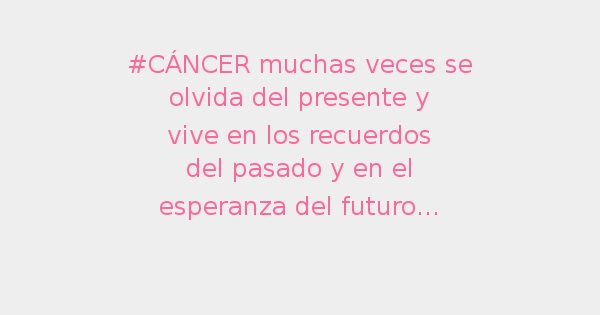 #CÁNCER muchas veces se
olvida del presente y
vive en los recuerdos
del pasado y en el
esperanza del futuro...